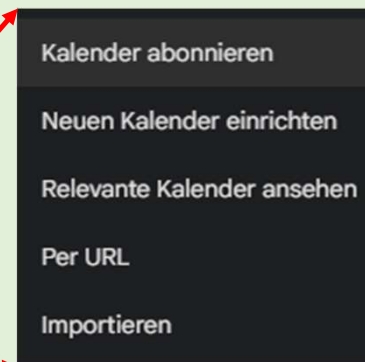 Kalender abonnieren
Neuen Kalender einrichten
Relevante Kalender ansehen
Per URL
Importieren